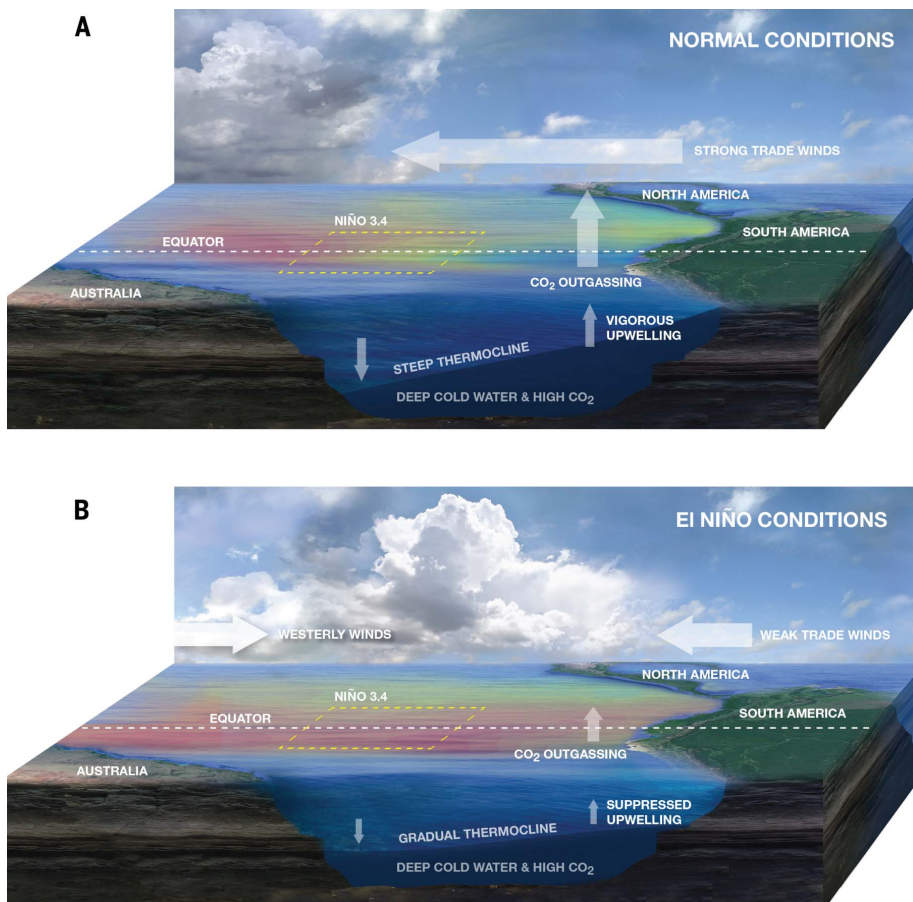 A
NORMAL CONDITIONS
STRONG TRADE WINDS
NORTH AMERICA
NIÑO 3.4
SOUTH AMERICA
EQUATOR
CO₂ OUTGASSING
AUSTRALIA
VIGOROUS
UPWELLING
STEEP THERMOCLINE
DEEP COLD WATER & HIGH CO₂
B
El NIÑO CONDITIONS
WESTERLY WINDS
WEAK TRADE WINDS
NORTH AMERICA
NIÑO 3.4
SOUTH AMERICA
EQUATOR
CO₂ OUTGASSING
AUSTRALIA
SUPPRESSED
UPWELLING
GRADUAL THERMOCLINE
DEEP COLD WATER & HIGH CO₂